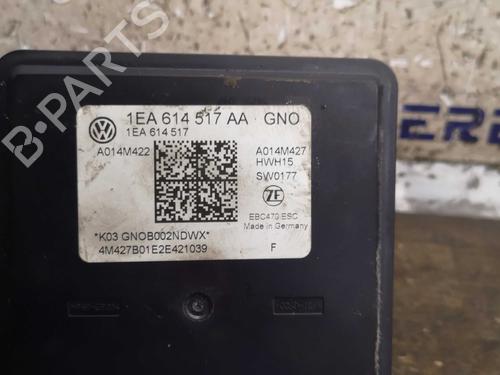 1EA 614 517 AA GNO
1EA 614 517
A014M422
A014M427
HWH15
SW0177
ZF
EBC470 ESC
Made in Germany
*K03 GNOB002NDWX*
4M427B01E2E421039
F
B-PARTS